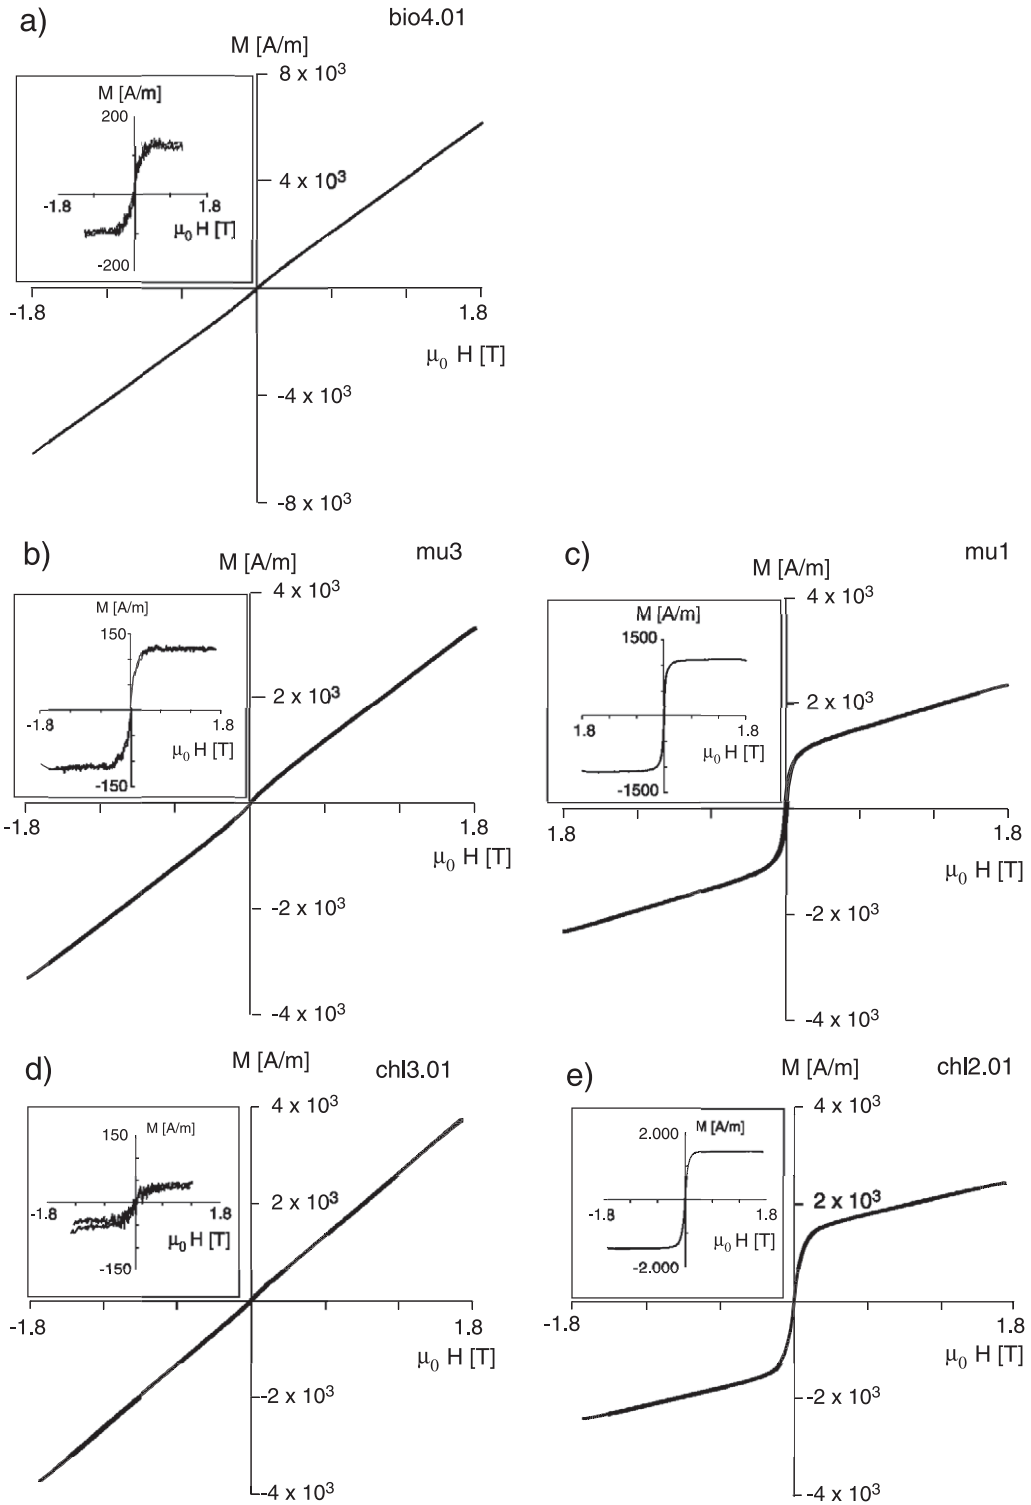 a)
bio4.01
M [A/m]
8 x 10³
4 x 10³
-1.8
1.8
μ₀ H [T]
-4 x 10³
-8 x 10³
M [A/m]
200
-1.8
1.8
μ₀ H [T]
-200
b)
mu3
M [A/m]
4 x 10³
2 x 10³
-1.8
1.8
μ₀ H [T]
-2 x 10³
-4 x 10³
M [A/m]
150
-1.8
1.8
μ₀ H [T]
-150
c)
mu1
M [A/m]
4 x 10³
2 x 10³
1.8
1.8
μ₀ H [T]
-2 x 10³
-4 x 10³
M [A/m]
1500
1.8
1.8
μ₀ H [T]
-1500
d)
chl3.01
M [A/m]
4 x 10³
2 x 10³
-1.8
1.8
μ₀ H [T]
-2 x 10³
-4 x 10³
M [A/m]
150
-1.8
1.8
μ₀ H [T]
-150
e)
chl2.01
M [A/m]
4 x 10³
2 x 10³
-1.8
1.8
μ₀ H [T]
-2 x 10³
-4 x 10³
M [A/m]
2.000
-1.8
1.8
μ₀ H [T]
-2.000